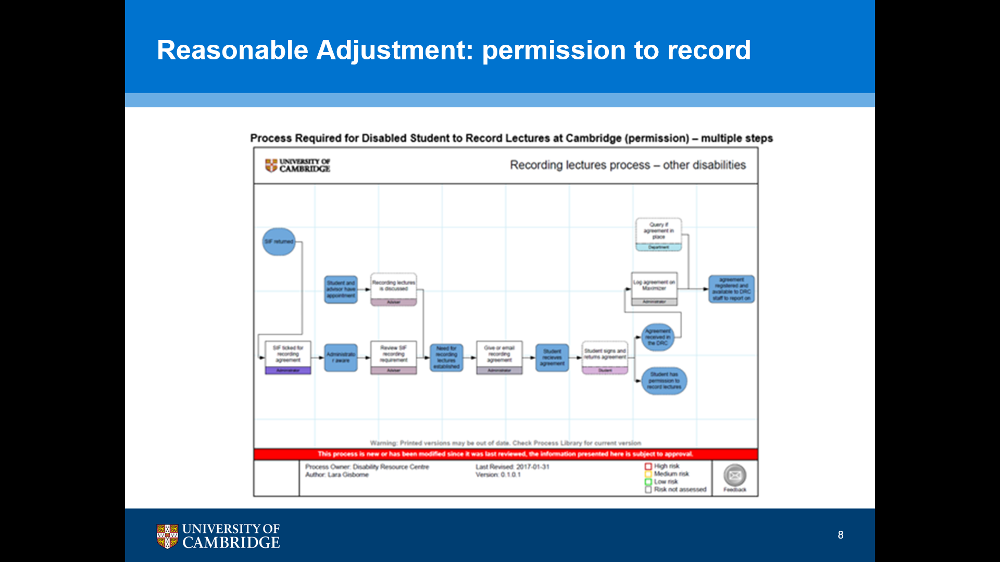 Reasonable Adjustment: permission to record
Process Required for Disabled Student to Record Lectures at Cambridge (permission) – multiple steps
UNIVERSITY OF
CAMBRIDGE
Recording lectures process – other disabilities
SIF returned
Query if
agreement in
place
Department
Student and
advisor have
appointment
Recording lectures
is discussed
Adviser
Log agreement on
Maximizer
Administrator
agreement
registered and
available to DRC
staff to report on
SIF ticked for
recording
agreement
Administrator
Administrato
r aware
Review SIF
recording
requirement
Adviser
Need for
recording
lectures
established
Give or email
recording
agreement
Administrator
Student
recieves
agreement
Student signs and
returns agreement
Student
Agreement
received in
the DRC
Student has
permission to
record lectures
Warning: Printed versions may be out of date. Check Process Library for current version
This process is new or has been modified since it was last reviewed, the information presented here is subject to approval.
Process Owner: Disability Resource Centre
Author: Lara Gisborne
Last Revised: 2017-01-31
Version: 0.1.0.1
High risk
Medium risk
Low risk
Risk not assessed
Feedback
UNIVERSITY OF
CAMBRIDGE
8